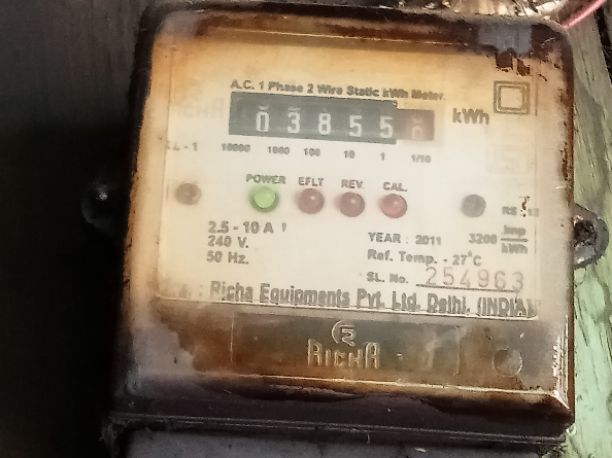 A.C. 1 Phase 2 Wire Static kWh Meter
03855 kWh
10000 1000 100 10 1 1/10
POWER EFLT REV. CAL.
2.5 - 10 A
240 V.
50 Hz.
YEARː 2011 3200 Imp/kWh
Ref. Temp. - 27°C
SL. No. 254963
Richa Equipments Pvt. Ltd. Delhi. (INDIA)
RICHA